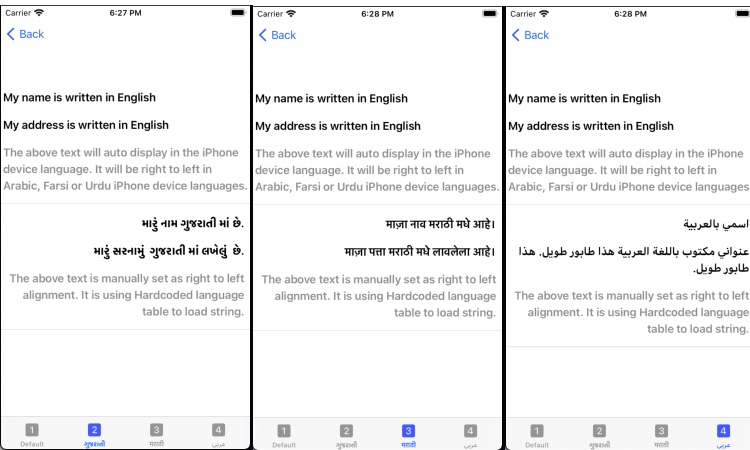 Carrier 6:27 PM
Back
My name is written in English
My address is written in English
The above text will auto display in the iPhone
device language. It will be right to left in
Arabic, Farsi or Urdu iPhone device languages.
મારું નામ ગુજરાતી માં છે.
મારું સરનામું ગુજરાતી માં લખેલું છે.
The above text is manually set as right to left
alignment. It is using Hardcoded language
table to load string.
1 2 3 4
Default ગુજરાતી मराठी عربى
Carrier 6:28 PM
Back
My name is written in English
My address is written in English
The above text will auto display in the iPhone
device language. It will be right to left in
Arabic, Farsi or Urdu iPhone device languages.
माज़ा नाव मराठी मधे आहे।
माज़ा पत्ता मराठी मधे लावलेला आहे।
The above text is manually set as right to left
alignment. It is using Hardcoded language
table to load string.
1 2 3 4
Default ગુજરાતી मराठी عربى
Carrier 6:28 PM
Back
My name is written in English
My address is written in English
The above text will auto display in the iPhone
device language. It will be right to left in
Arabic, Farsi or Urdu iPhone device languages
اسمي بالعربية
عنواني مكتوب باللغة العربية هذا طابور طويل. هذا
طابور طويل.
The above text is manually set as right to left
alignment. It is using Hardcoded language
table to load string.
1 2 3 4
Default ગુજરાતી मराठी عربى